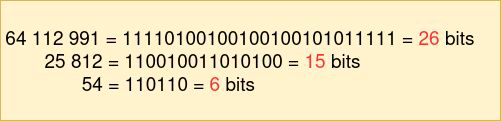 64 112 991 = 11110100100100100101011111 = 26 bits
25 812 = 110010011010100 = 15 bits
54 = 110110 = 6 bits